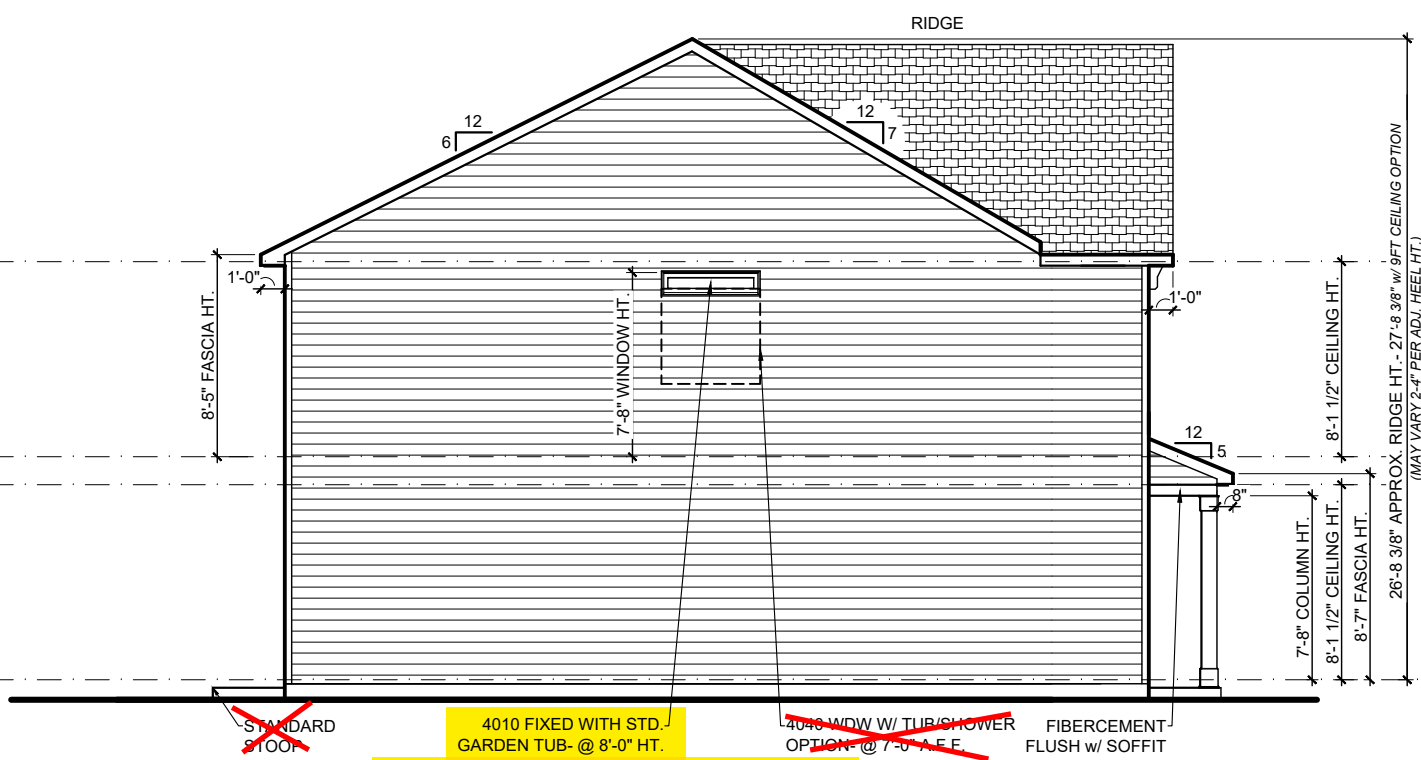 RIDGE
12
6
12
7
1'-0"
8'-5" FASCIA HT.
7'-8" WINDOW HT.
1'-0"
8'-1 1/2" CEILING HT.
12
5
8"
7'-8" COLUMN HT.
8'-1 1/2" CEILING HT.
8'-7" FASCIA HT.
26'-8 3/8" APPROX. RIDGE HT.- 27'-8 3/8" w/ 9FT CEILING OPTION
(MAY VARY 2-4" PER ADJ. HEEL HT.)
STANDARD
STOOP
4010 FIXED WITH STD.
GARDEN TUB- @ 8'-0" HT.
4040 WDW W/ TUB/SHOWER
OPTION- @ 7'-0" A.F.F.
FIBERCEMENT
FLUSH w/ SOFFIT